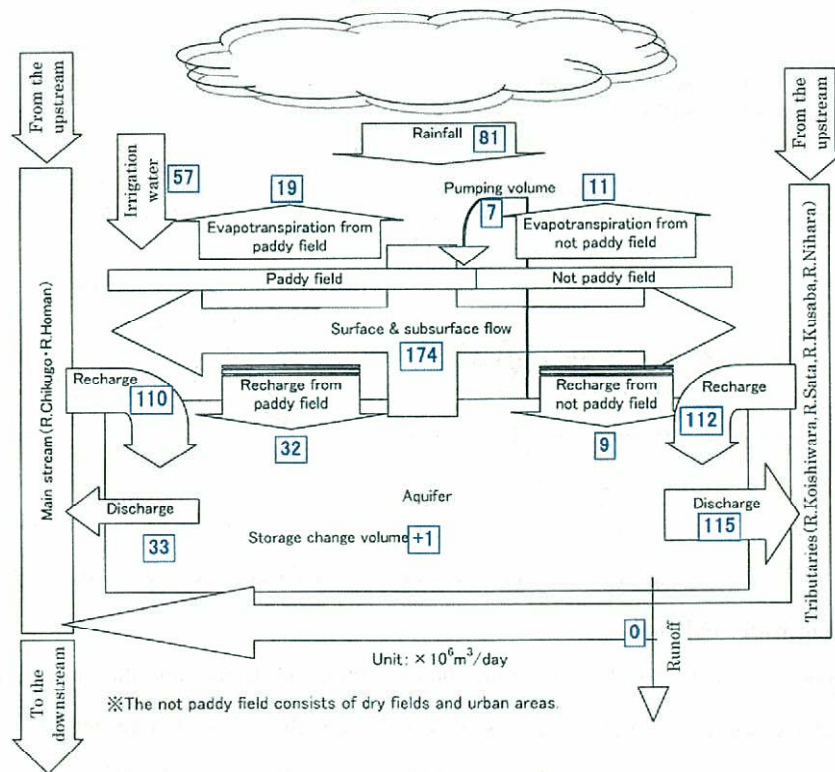 From the
upstream
From the
upstream
Rainfall
81
Irrigation
water
57
19
Pumping volume
7
11
Evapotranspiration from
paddy field
Evapotranspiration from
not paddy field
Paddy field
Not paddy field
Surface & subsurface flow
174
Main stream(R.Chikugo・R.Homan)
Tributaries(R.Koishiwara, R.Sata, R.Kusaba, R.Nihara)
Recharge
110
Recharge from
paddy field
32
Recharge from
not paddy field
9
Recharge
112
Aquifer
Discharge
33
Storage change volume +1
Discharge
115
0
Runoff
Unit: ×10⁶m³/day
To the
downstream
※The not paddy field consists of dry fields and urban areas.